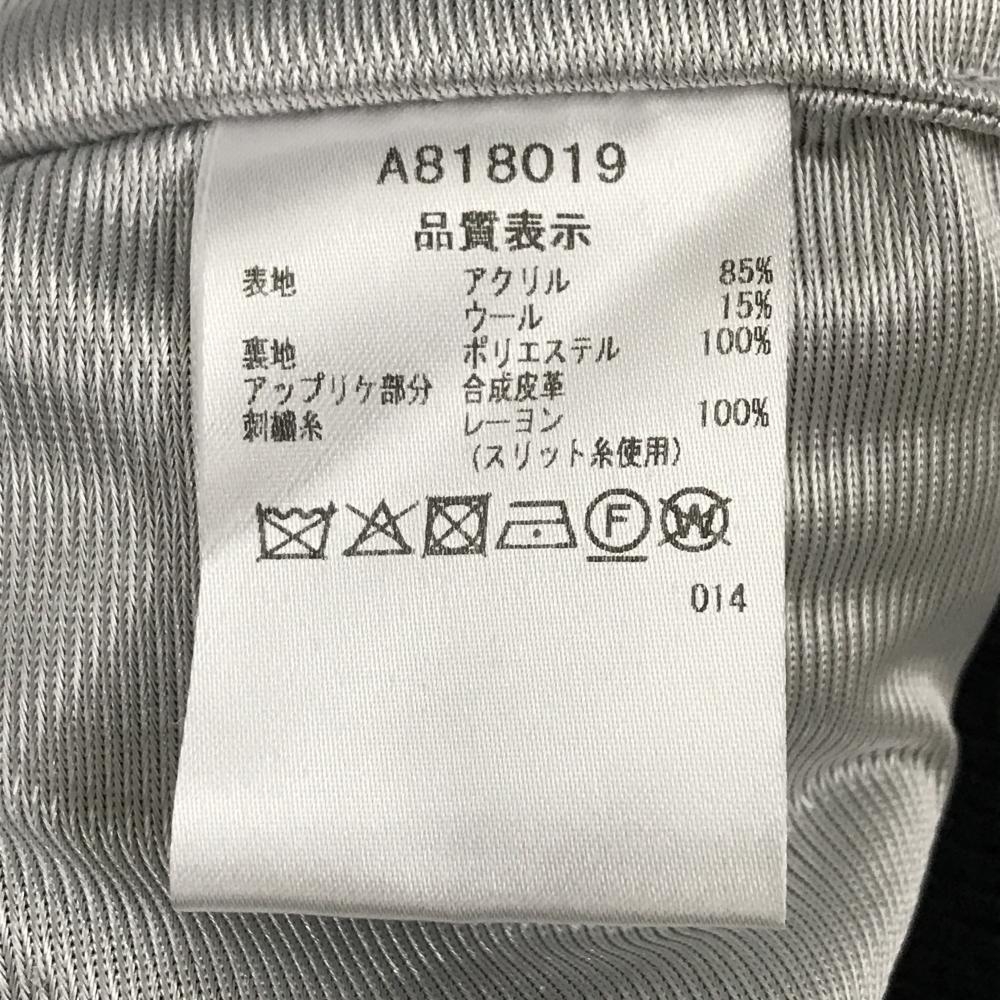 A818019
品質表示
表地 アクリル 85%
ウール 15%
裏地 ポリエステル 100%
アップリケ部分 合成皮革
刺繍糸 レーヨン 100%
(スリット糸使用)
F W
014